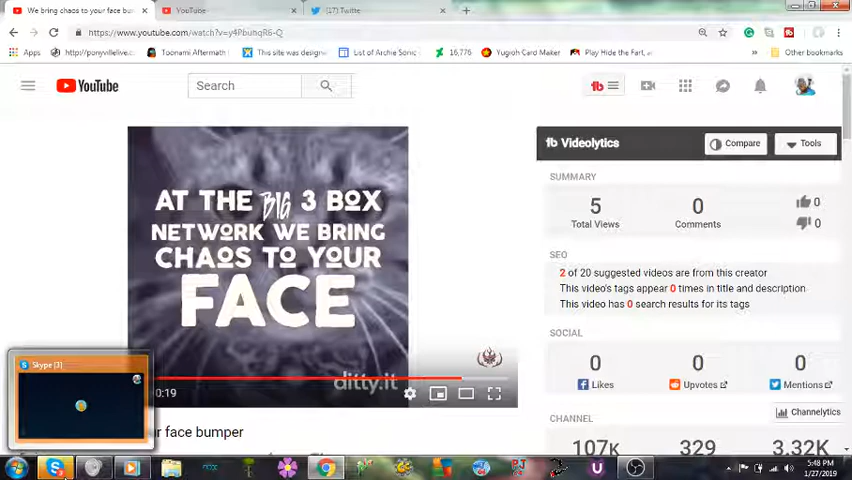 We bring chaos to your face bum
YouTube
(17) Twitte
https://www.youtube.com/watch?v=y4PbuhqR6-Q
Apps
http://ponyvillelive.
Toonami Aftermath
This site was design
List of Archie Sonic
16,776
Yugioh Card Maker
Play Hide the Fart, a
Other bookmarks
YouTube
Search
tb
AT THE BIG 3 BOX
NETWORK WE BRING
CHAOS TO YOUR
FACE
ditty.it
0:19
tb Videolytics
Compare
Tools
SUMMARY
5
Total Views
0
Comments
0
0
SEO
2 of 20 suggested videos are from this creator
This video's tags appear 0 times in title and description
This video has 0 search results for its tags
SOCIAL
0
Likes
0
Upvotes
0
Mentions
CHANNEL
Channelytics
107K
329
3.32K
Skype (3)
r face bumper
5:48 PM
1/27/2019